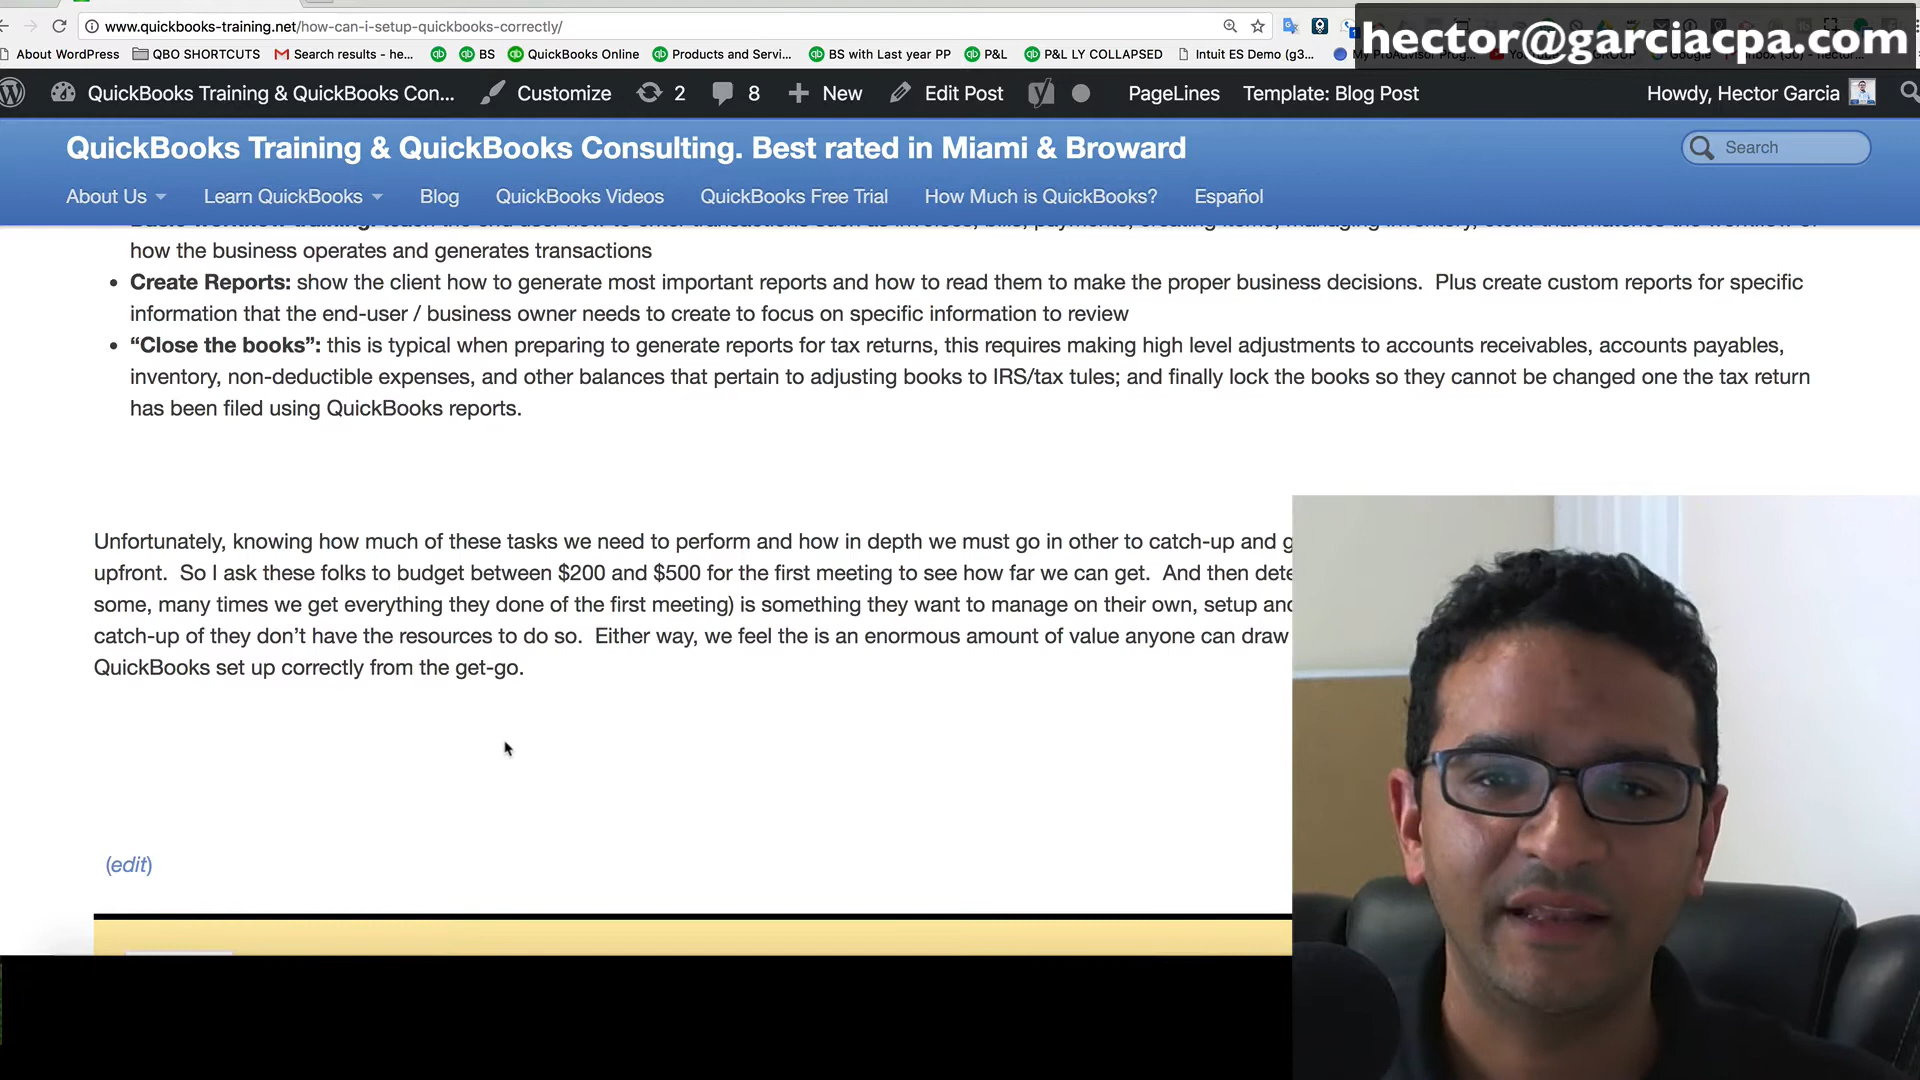 www.quickbooks-training.net/how-can-i-setup-quickbooks-correctly/
hector@garciacpa.com
About WordPress QBO SHORTCUTS Search results - he... BS QuickBooks Online Products and Servi... BS with Last year PP P&L P&L LY COLLAPSED Intuit ES Demo (g3...
QuickBooks Training & QuickBooks Con... Customize 2 8 New Edit Post PageLines Template: Blog Post Howdy, Hector Garcia
QuickBooks Training & QuickBooks Consulting. Best rated in Miami & Broward
Search
About Us Learn QuickBooks Blog QuickBooks Videos QuickBooks Free Trial How Much is QuickBooks? Español
how the business operates and generates transactions
• Create Reports: show the client how to generate most important reports and how to read them to make the proper business decisions. Plus create custom reports for specific
information that the end-user / business owner needs to create to focus on specific information to review
• “Close the books”: this is typical when preparing to generate reports for tax returns, this requires making high level adjustments to accounts receivables, accounts payables,
inventory, non-deductible expenses, and other balances that pertain to adjusting books to IRS/tax tules; and finally lock the books so they cannot be changed one the tax return
has been filed using QuickBooks reports.
Unfortunately, knowing how much of these tasks we need to perform and how in depth we must go in other to catch-up and g
upfront. So I ask these folks to budget between $200 and $500 for the first meeting to see how far we can get. And then dete
some, many times we get everything they done of the first meeting) is something they want to manage on their own, setup and
catch-up of they don’t have the resources to do so. Either way, we feel the is an enormous amount of value anyone can draw
QuickBooks set up correctly from the get-go.
(edit)